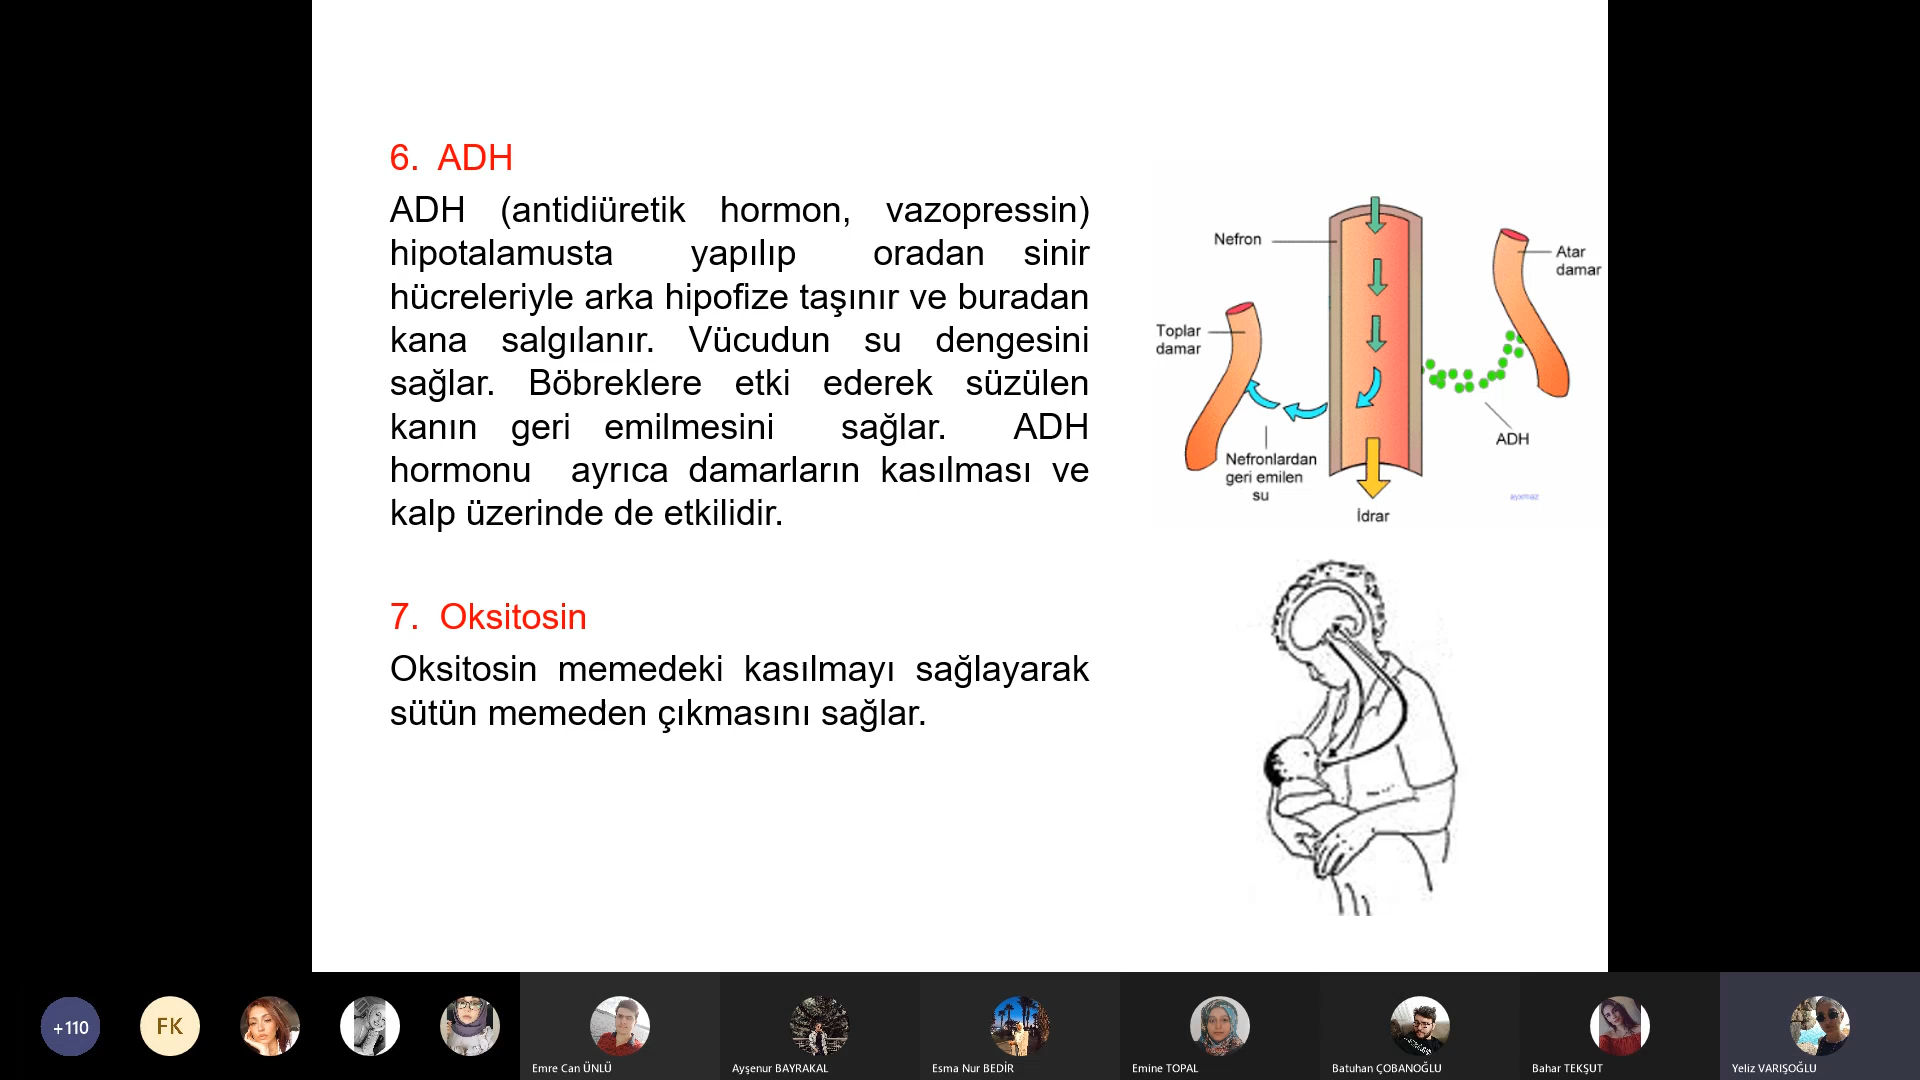 6. ADH
ADH (antidiüretik hormon, vazopressin)
hipotalamusta yapılıp oradan sinir
hücreleriyle arka hipofize taşınır ve buradan
kana salgılanır. Vücudun su dengesini
sağlar. Böbreklere etki ederek süzülen
kanın geri emilmesini sağlar. ADH
hormonu ayrıca damarların kasılması ve
kalp üzerinde de etkilidir.
7. Oksitosin
Oksitosin memedeki kasılmayı sağlayarak
sütün memeden çıkmasını sağlar.
Nefron
Atar
damar
Toplar
damar
ADH
Nefronlardan
geri emilen
su
İdrar
+110
FK
Emre Can ÜNLÜ
Ayşenur BAYRAKAL
Esma Nur BEDİR
Emine TOPAL
Batuhan ÇOBANOĞLU
Bahar TEKŞUT
Yeliz VARIŞOĞLU